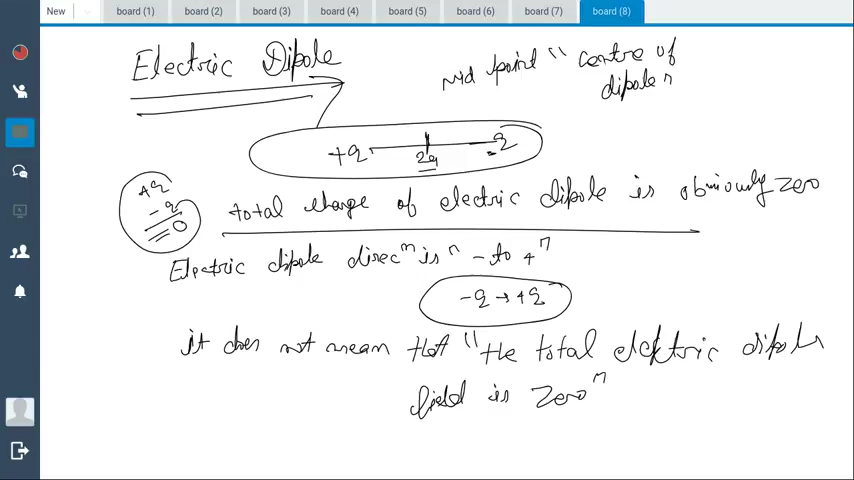 New board (1) board (2) board (3) board (4) board (5) board (6) board (7) board (8)
Electric Dipole
mid point " centre of
dipole "
+q -q
2a
+q
-q
0
total charge of electric dipole is obviously zero
Electric dipole direcⁿ is " - to + "
-q → +q
it does not mean that " the total electric dipole
field is zero "